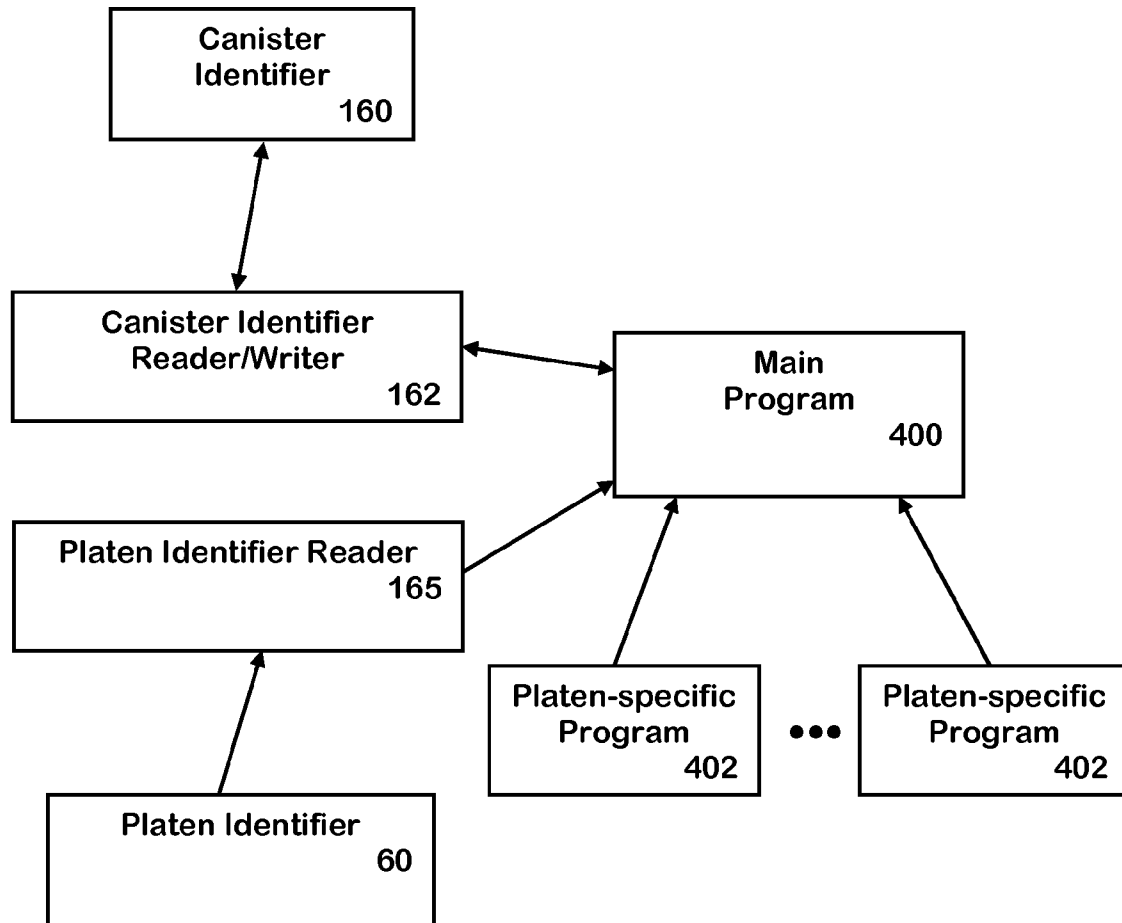 Canister
Identifier
160
Canister Identifier
Reader/Writer
162
Main
Program
400
Platen Identifier Reader
165
Platen-specific
Program
402
Platen-specific
Program
402
Platen Identifier
60